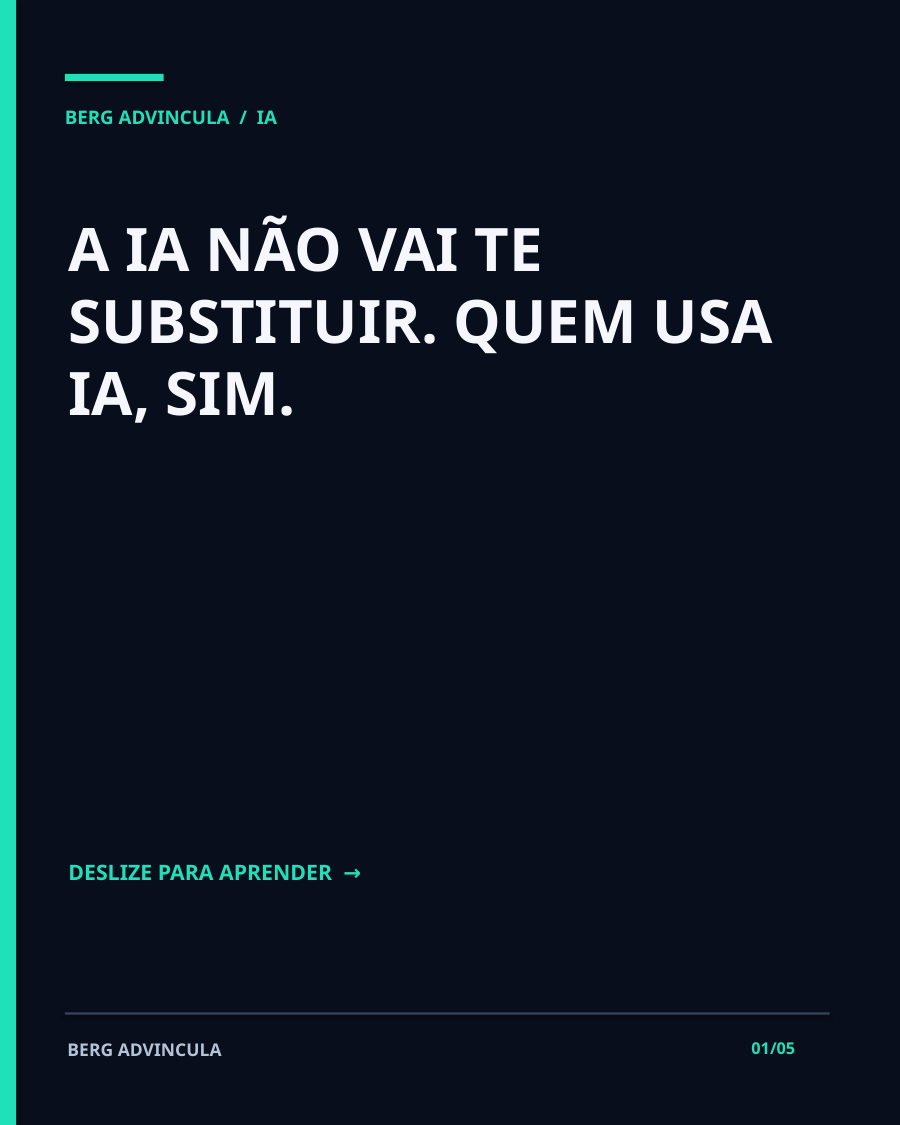 BERG ADVINCULA / IA
A IA NÃO VAI TE
SUBSTITUIR. QUEM USA
IA, SIM.
DESLIZE PARA APRENDER →
BERG ADVINCULA
01/05